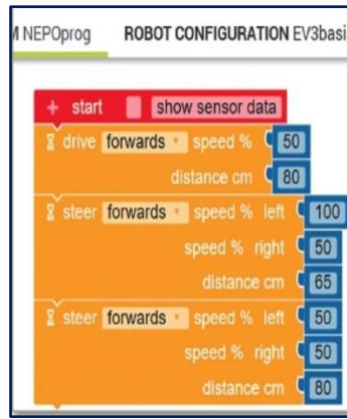 NEPOprog ROBOT CONFIGURATION EV3basi
+ start show sensor data
drive forwards speed % 50
distance cm 80
steer forwards speed % left 100
speed % right 50
distance cm 65
steer forwards speed % left 50
speed % right 50
distance cm 80